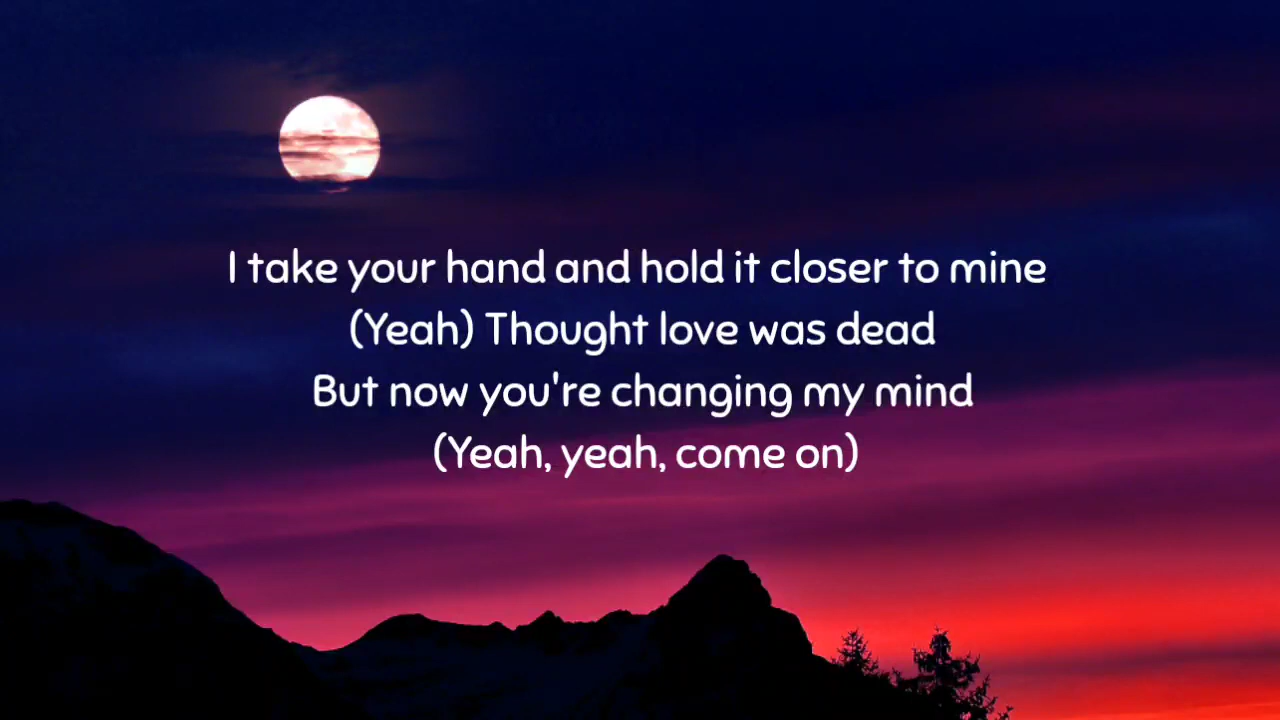 I take your hand and hold it closer to mine
(Yeah) Thought love was dead
But now you're changing my mind
(Yeah, yeah, come on)